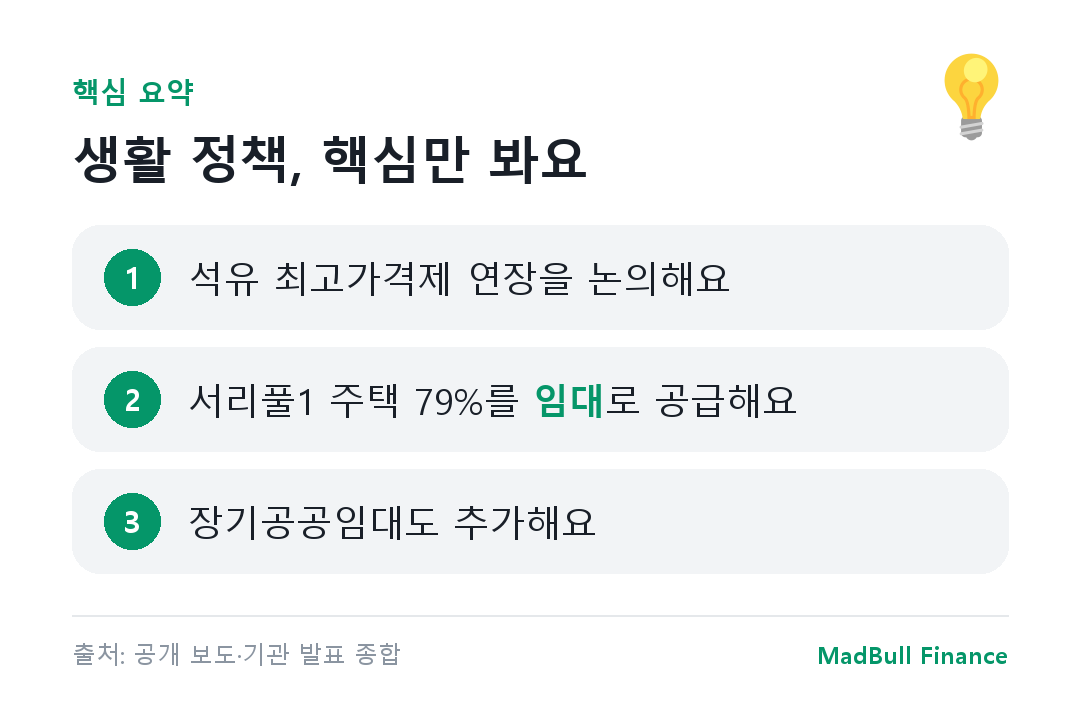 핵심 요약
생활 정책, 핵심만 봐요
1 석유 최고가격제 연장을 논의해요
2 서리풀1 주택 79%를 임대로 공급해요
3 장기공공임대도 추가해요
출처: 공개 보도·기관 발표 종합
MadBull Finance